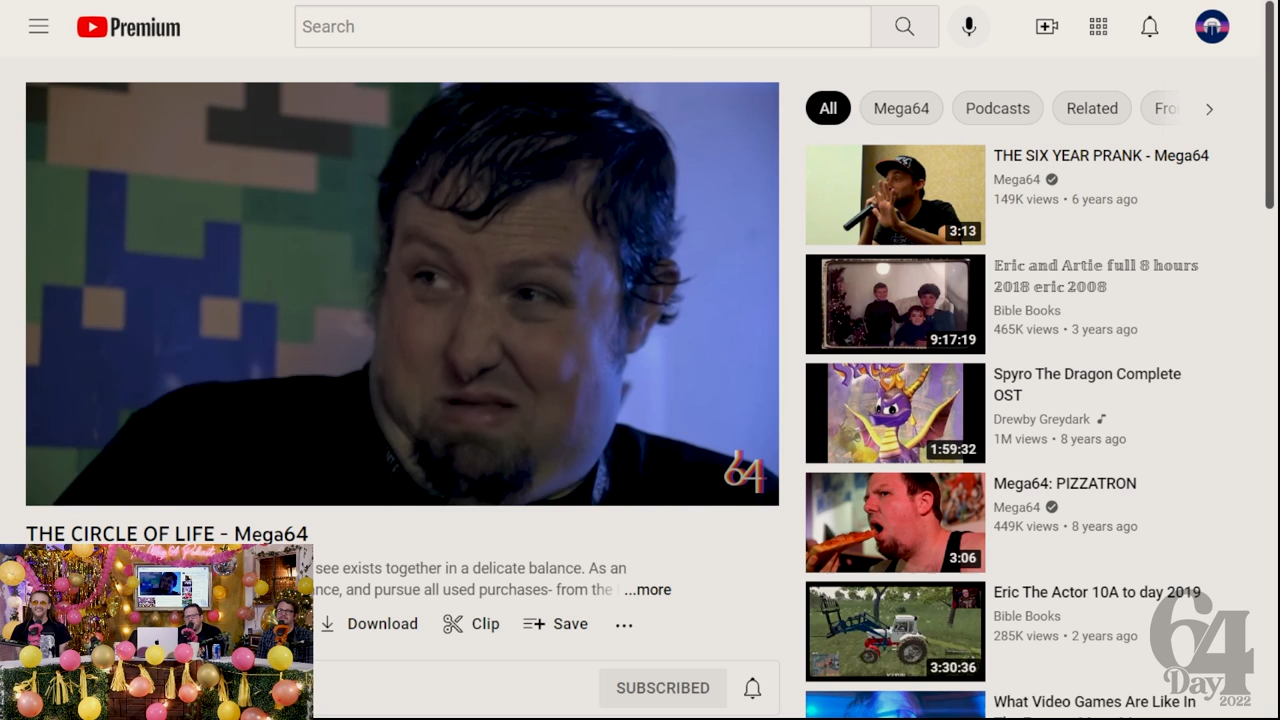 Premium
Search
All
Mega64
Podcasts
Related
Fro
THE SIX YEAR PRANK - Mega64
Mega64
149K views • 6 years ago
3:13
𝔼𝕣𝕚𝕔 𝕒𝕟𝕕 𝔸𝕣𝕥𝕚𝕖 𝕗𝕦𝕝𝕝 𝟠 𝕙𝕠𝕦𝕣𝕤
𝟚𝟘𝟙𝟠 𝕖𝕣𝕚𝕔 𝟚𝟘𝟘𝟠
Bible Books
465K views • 3 years ago
9:17:19
Spyro The Dragon Complete
OST
Drewby Greydark
1M views • 8 years ago
1:59:32
Mega64: PIZZATRON
Mega64
449K views • 8 years ago
3:06
Eric The Actor 10A to day 2019
Bible Books
285K views • 2 years ago
3:30:36
What Video Games Are Like In
64
THE CIRCLE OF LIFE - Mega64
see exists together in a delicate balance. As an
nce, and pursue all used purchases- from the ...more
Download
Clip
Save
SUBSCRIBED
64
Day
2022